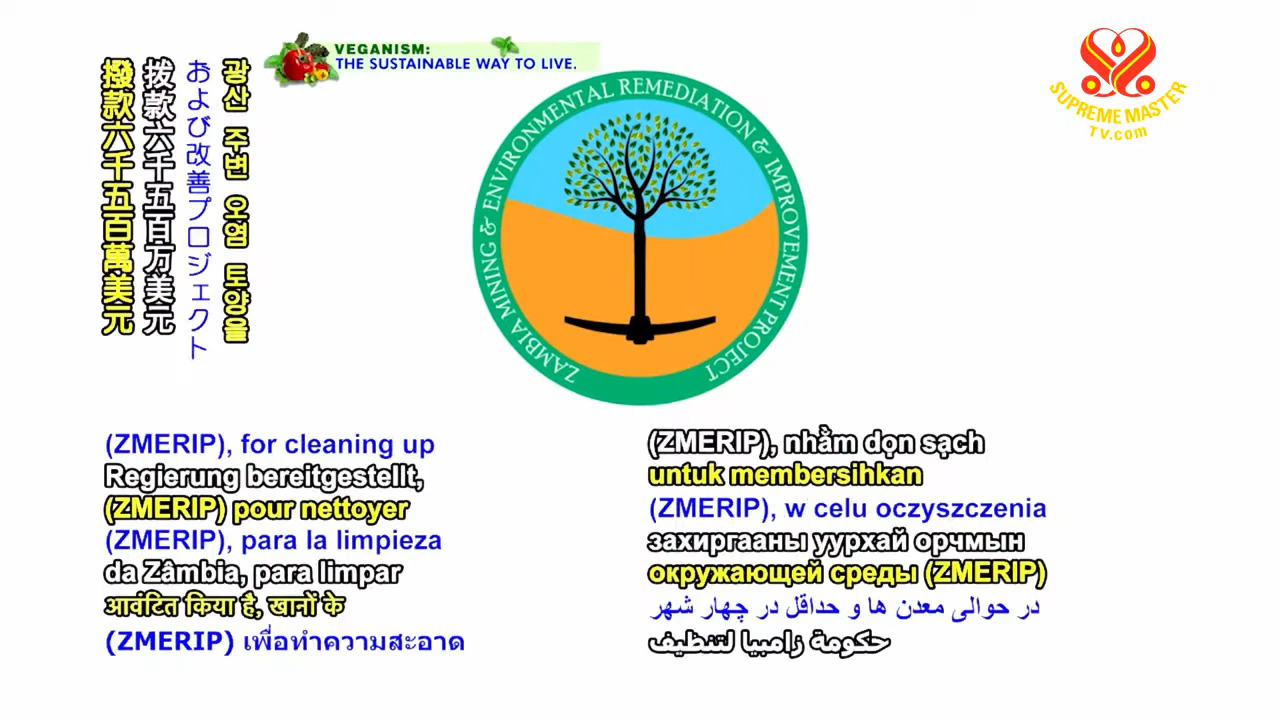 VEGANISM:
THE SUSTAINABLE WAY TO LIVE.
SUPREME MASTER
TV.com
撥款六千五百萬美元
拨款六千五百万美元
および改善プロジェクト
광산 주변 오염 토양을
ZAMBIA MINING & ENVIRONMENTAL REMEDIATION & IMPROVEMENT PROJECT
(ZMERIP), for cleaning up
Regierung bereitgestellt,
(ZMERIP) pour nettoyer
(ZMERIP), para la limpieza
da Zâmbia, para limpar
आवंटित किया है, खानों के
(ZMERIP) เพื่อทำความสะอาด
(ZMERIP), nhằm dọn sạch
untuk membersihkan
(ZMERIP), w celu oczyszczenia
захиргааны уурхай орчмын
окружающей среды (ZMERIP)
در حوالی معدن ها و حداقل در چهار شهر
حكومة زامبيا لتنظيف